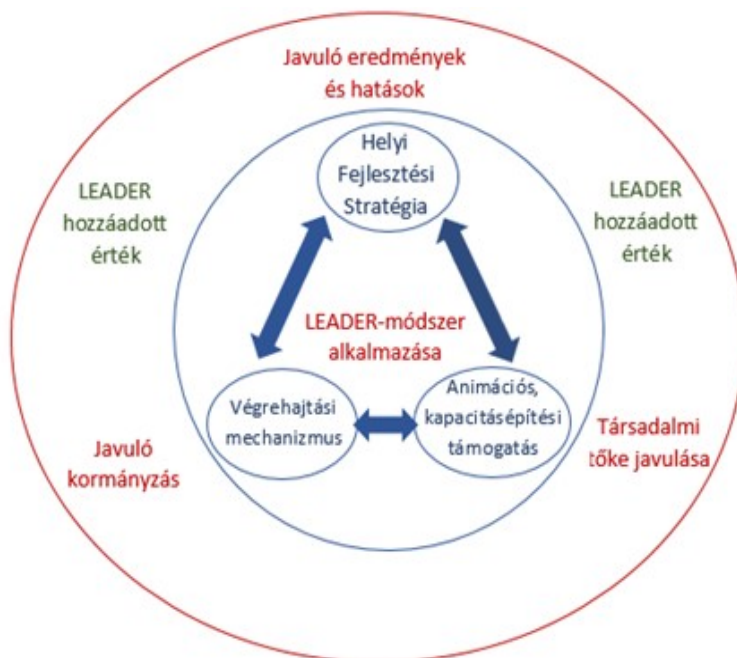 Javuló eredmények
és hatások
Helyi
Fejlesztési
Stratégia
LEADER
hozzáadott
érték
LEADER
hozzáadott
érték
LEADER-módszer
alkalmazása
Végrehajtási
mechanizmus
Animációs,
kapacitásépítési
támogatás
Javuló
kormányzás
Társadalmi
tőke javulása